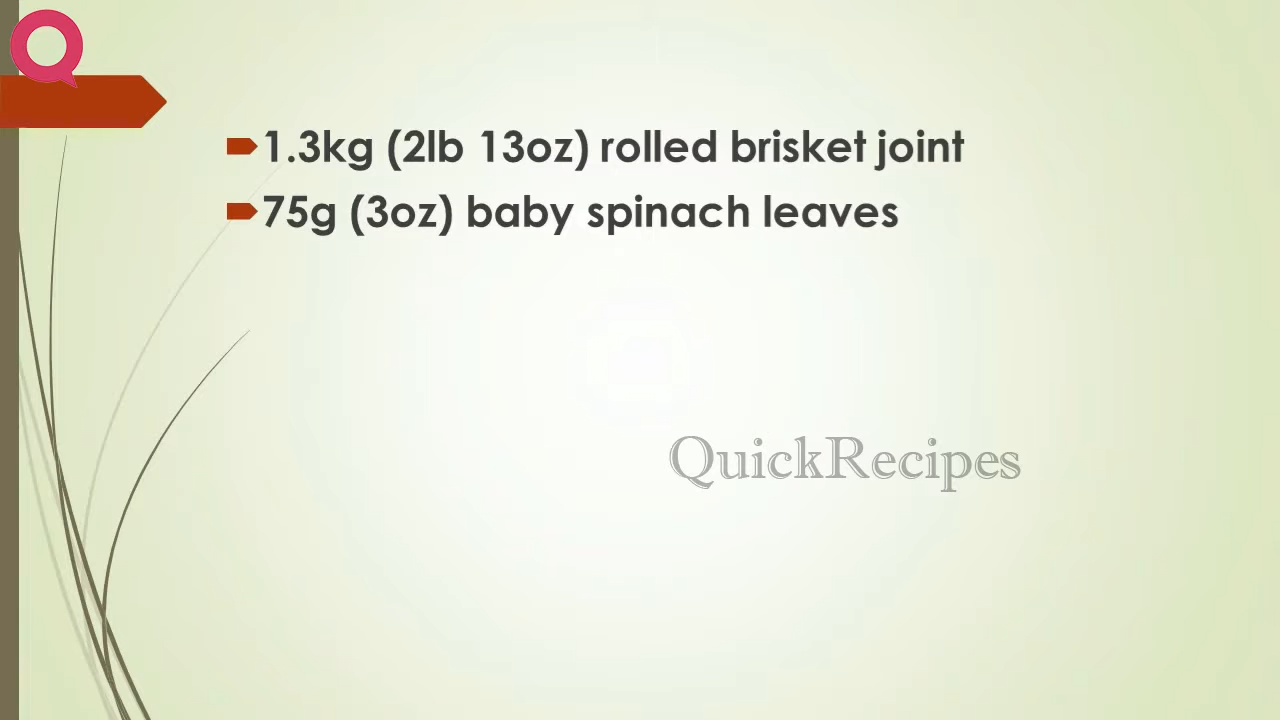 1.3kg (2lb 13oz) rolled brisket joint
75g (3oz) baby spinach leaves
QuickRecipes